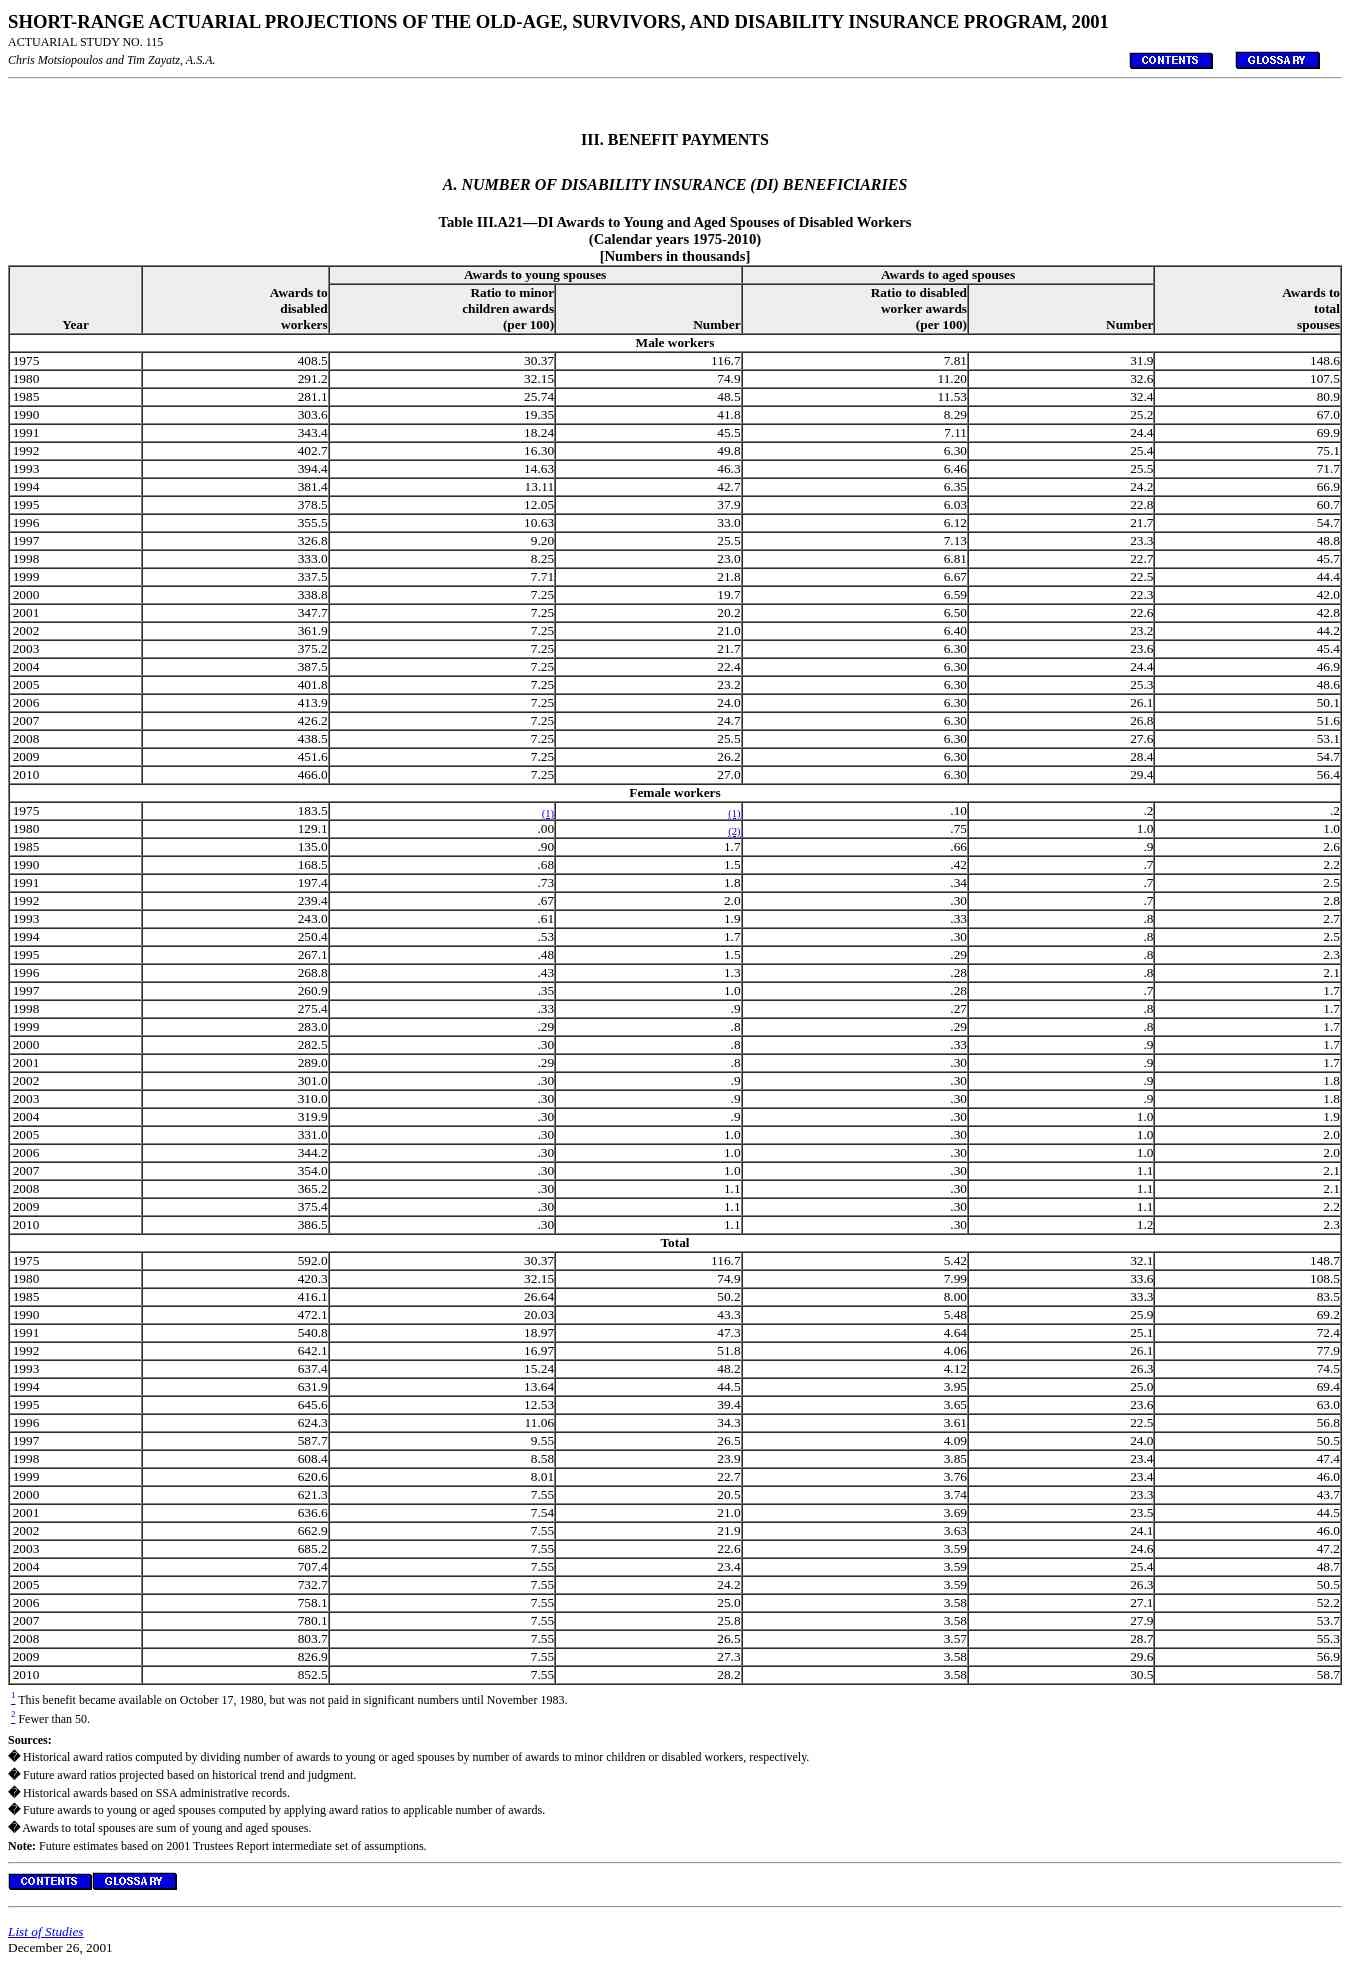 SHORT-RANGE ACTUARIAL PROJECTIONS OF THE OLD-AGE, SURVIVORS, AND DISABILITY INSURANCE PROGRAM, 2001
ACTUARIAL STUDY NO. 115
Chris Motsiopoulos and Tim Zayatz, A.S.A.
CONTENTS GLOSSARY
III. BENEFIT PAYMENTS
A. NUMBER OF DISABILITY INSURANCE (DI) BENEFICIARIES
Table III.A21—DI Awards to Young and Aged Spouses of Disabled Workers
(Calendar years 1975-2010)
[Numbers in thousands]
Awards to young spouses Awards to aged spouses
Awards to Ratio to minor Ratio to disabled Awards to
disabled children awards worker awards total
Year workers (per 100) Number (per 100) Number spouses
Male workers
1975 408.5 30.37 116.7 7.81 31.9 148.6
1980 291.2 32.15 74.9 11.20 32.6 107.5
1985 281.1 25.74 48.5 11.53 32.4 80.9
1990 303.6 19.35 41.8 8.29 25.2 67.0
1991 343.4 18.24 45.5 7.11 24.4 69.9
1992 402.7 16.30 49.8 6.30 25.4 75.1
1993 394.4 14.63 46.3 6.46 25.5 71.7
1994 381.4 13.11 42.7 6.35 24.2 66.9
1995 378.5 12.05 37.9 6.03 22.8 60.7
1996 355.5 10.63 33.0 6.12 21.7 54.7
1997 326.8 9.20 25.5 7.13 23.3 48.8
1998 333.0 8.25 23.0 6.81 22.7 45.7
1999 337.5 7.71 21.8 6.67 22.5 44.4
2000 338.8 7.25 19.7 6.59 22.3 42.0
2001 347.7 7.25 20.2 6.50 22.6 42.8
2002 361.9 7.25 21.0 6.40 23.2 44.2
2003 375.2 7.25 21.7 6.30 23.6 45.4
2004 387.5 7.25 22.4 6.30 24.4 46.9
2005 401.8 7.25 23.2 6.30 25.3 48.6
2006 413.9 7.25 24.0 6.30 26.1 50.1
2007 426.2 7.25 24.7 6.30 26.8 51.6
2008 438.5 7.25 25.5 6.30 27.6 53.1
2009 451.6 7.25 26.2 6.30 28.4 54.7
2010 466.0 7.25 27.0 6.30 29.4 56.4
Female workers
1975 183.5 (1) (1) .10 .2 .2
1980 129.1 .00 (2) .75 1.0 1.0
1985 135.0 .90 1.7 .66 .9 2.6
1990 168.5 .68 1.5 .42 .7 2.2
1991 197.4 .73 1.8 .34 .7 2.5
1992 239.4 .67 2.0 .30 .7 2.8
1993 243.0 .61 1.9 .33 .8 2.7
1994 250.4 .53 1.7 .30 .8 2.5
1995 267.1 .48 1.5 .29 .8 2.3
1996 268.8 .43 1.3 .28 .8 2.1
1997 260.9 .35 1.0 .28 .7 1.7
1998 275.4 .33 .9 .27 .8 1.7
1999 283.0 .29 .8 .29 .8 1.7
2000 282.5 .30 .8 .33 .9 1.7
2001 289.0 .29 .8 .30 .9 1.7
2002 301.0 .30 .9 .30 .9 1.8
2003 310.0 .30 .9 .30 .9 1.8
2004 319.9 .30 .9 .30 1.0 1.9
2005 331.0 .30 1.0 .30 1.0 2.0
2006 344.2 .30 1.0 .30 1.0 2.0
2007 354.0 .30 1.0 .30 1.1 2.1
2008 365.2 .30 1.1 .30 1.1 2.1
2009 375.4 .30 1.1 .30 1.1 2.2
2010 386.5 .30 1.1 .30 1.2 2.3
Total
1975 592.0 30.37 116.7 5.42 32.1 148.7
1980 420.3 32.15 74.9 7.99 33.6 108.5
1985 416.1 26.64 50.2 8.00 33.3 83.5
1990 472.1 20.03 43.3 5.48 25.9 69.2
1991 540.8 18.97 47.3 4.64 25.1 72.4
1992 642.1 16.97 51.8 4.06 26.1 77.9
1993 637.4 15.24 48.2 4.12 26.3 74.5
1994 631.9 13.64 44.5 3.95 25.0 69.4
1995 645.6 12.53 39.4 3.65 23.6 63.0
1996 624.3 11.06 34.3 3.61 22.5 56.8
1997 587.7 9.55 26.5 4.09 24.0 50.5
1998 608.4 8.58 23.9 3.85 23.4 47.4
1999 620.6 8.01 22.7 3.76 23.4 46.0
2000 621.3 7.55 20.5 3.74 23.3 43.7
2001 636.6 7.54 21.0 3.69 23.5 44.5
2002 662.9 7.55 21.9 3.63 24.1 46.0
2003 685.2 7.55 22.6 3.59 24.6 47.2
2004 707.4 7.55 23.4 3.59 25.4 48.7
2005 732.7 7.55 24.2 3.59 26.3 50.5
2006 758.1 7.55 25.0 3.58 27.1 52.2
2007 780.1 7.55 25.8 3.58 27.9 53.7
2008 803.7 7.55 26.5 3.57 28.7 55.3
2009 826.9 7.55 27.3 3.58 29.6 56.9
2010 852.5 7.55 28.2 3.58 30.5 58.7
1 This benefit became available on October 17, 1980, but was not paid in significant numbers until November 1983.
2 Fewer than 50.
Sources:
� Historical award ratios computed by dividing number of awards to young or aged spouses by number of awards to minor children or disabled workers, respectively.
� Future award ratios projected based on historical trend and judgment.
� Historical awards based on SSA administrative records.
� Future awards to young or aged spouses computed by applying award ratios to applicable number of awards.
� Awards to total spouses are sum of young and aged spouses.
Note: Future estimates based on 2001 Trustees Report intermediate set of assumptions.
CONTENTS GLOSSARY
List of Studies
December 26, 2001